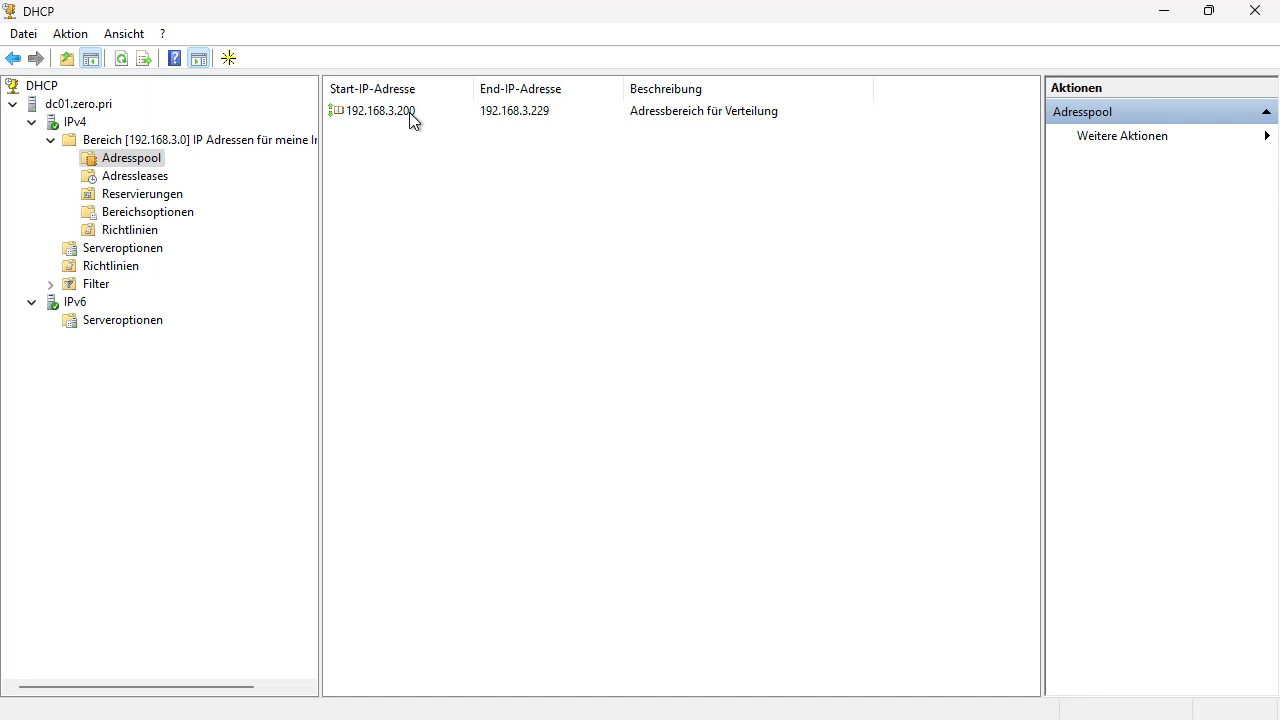 DHCP
Datei Aktion Ansicht ?
DHCP
dc01.zero.pri
IPv4
Bereich [192.168.3.0] IP Adressen für meine
Adresspool
Adressleases
Reservierungen
Bereichsoptionen
Richtlinien
Serveroptionen
Richtlinien
Filter
IPv6
Serveroptionen
Start-IP-Adresse End-IP-Adresse Beschreibung
192.168.3.200 192.168.3.229 Adressbereich für Verteilung
Aktionen
Adresspool
Weitere Aktionen